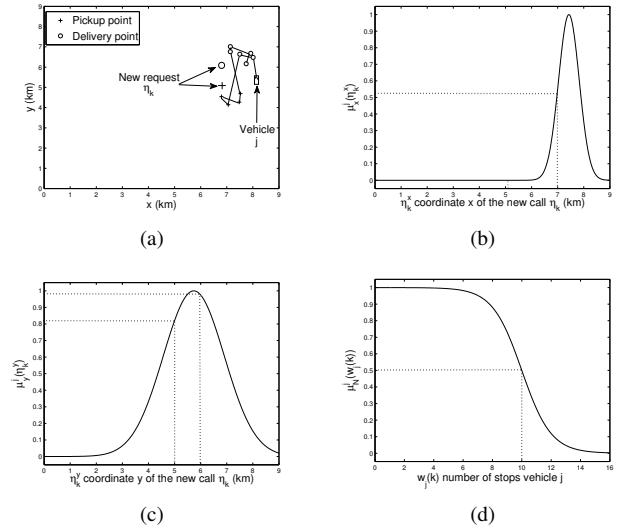 9
8
7
6
5
4
3
2
1
0
y (km)
+ Pickup point
o Delivery point
New request
η_k
Vehicle
j
0 1 2 3 4 5 6 7 8 9
x (km)
(a)
1
0.9
0.8
0.7
0.6
0.5
0.4
0.3
0.2
0.1
0
μ_x^j(η_k^x)
0 1 2 3 4 5 6 7 8 9
η_k^x coordinate x of the new call η_k (km)
(b)
1
0.9
0.8
0.7
0.6
0.5
0.4
0.3
0.2
0.1
0
μ_y^j(η_k^y)
0 1 2 3 4 5 6 7 8 9
η_k^y coordinate y of the new call η_k (km)
(c)
1
0.9
0.8
0.7
0.6
0.5
0.4
0.3
0.2
0.1
0
μ_N^j(w_j(k))
0 2 4 6 8 10 12 14 16
w_j(k) number of stops vehicle j
(d)